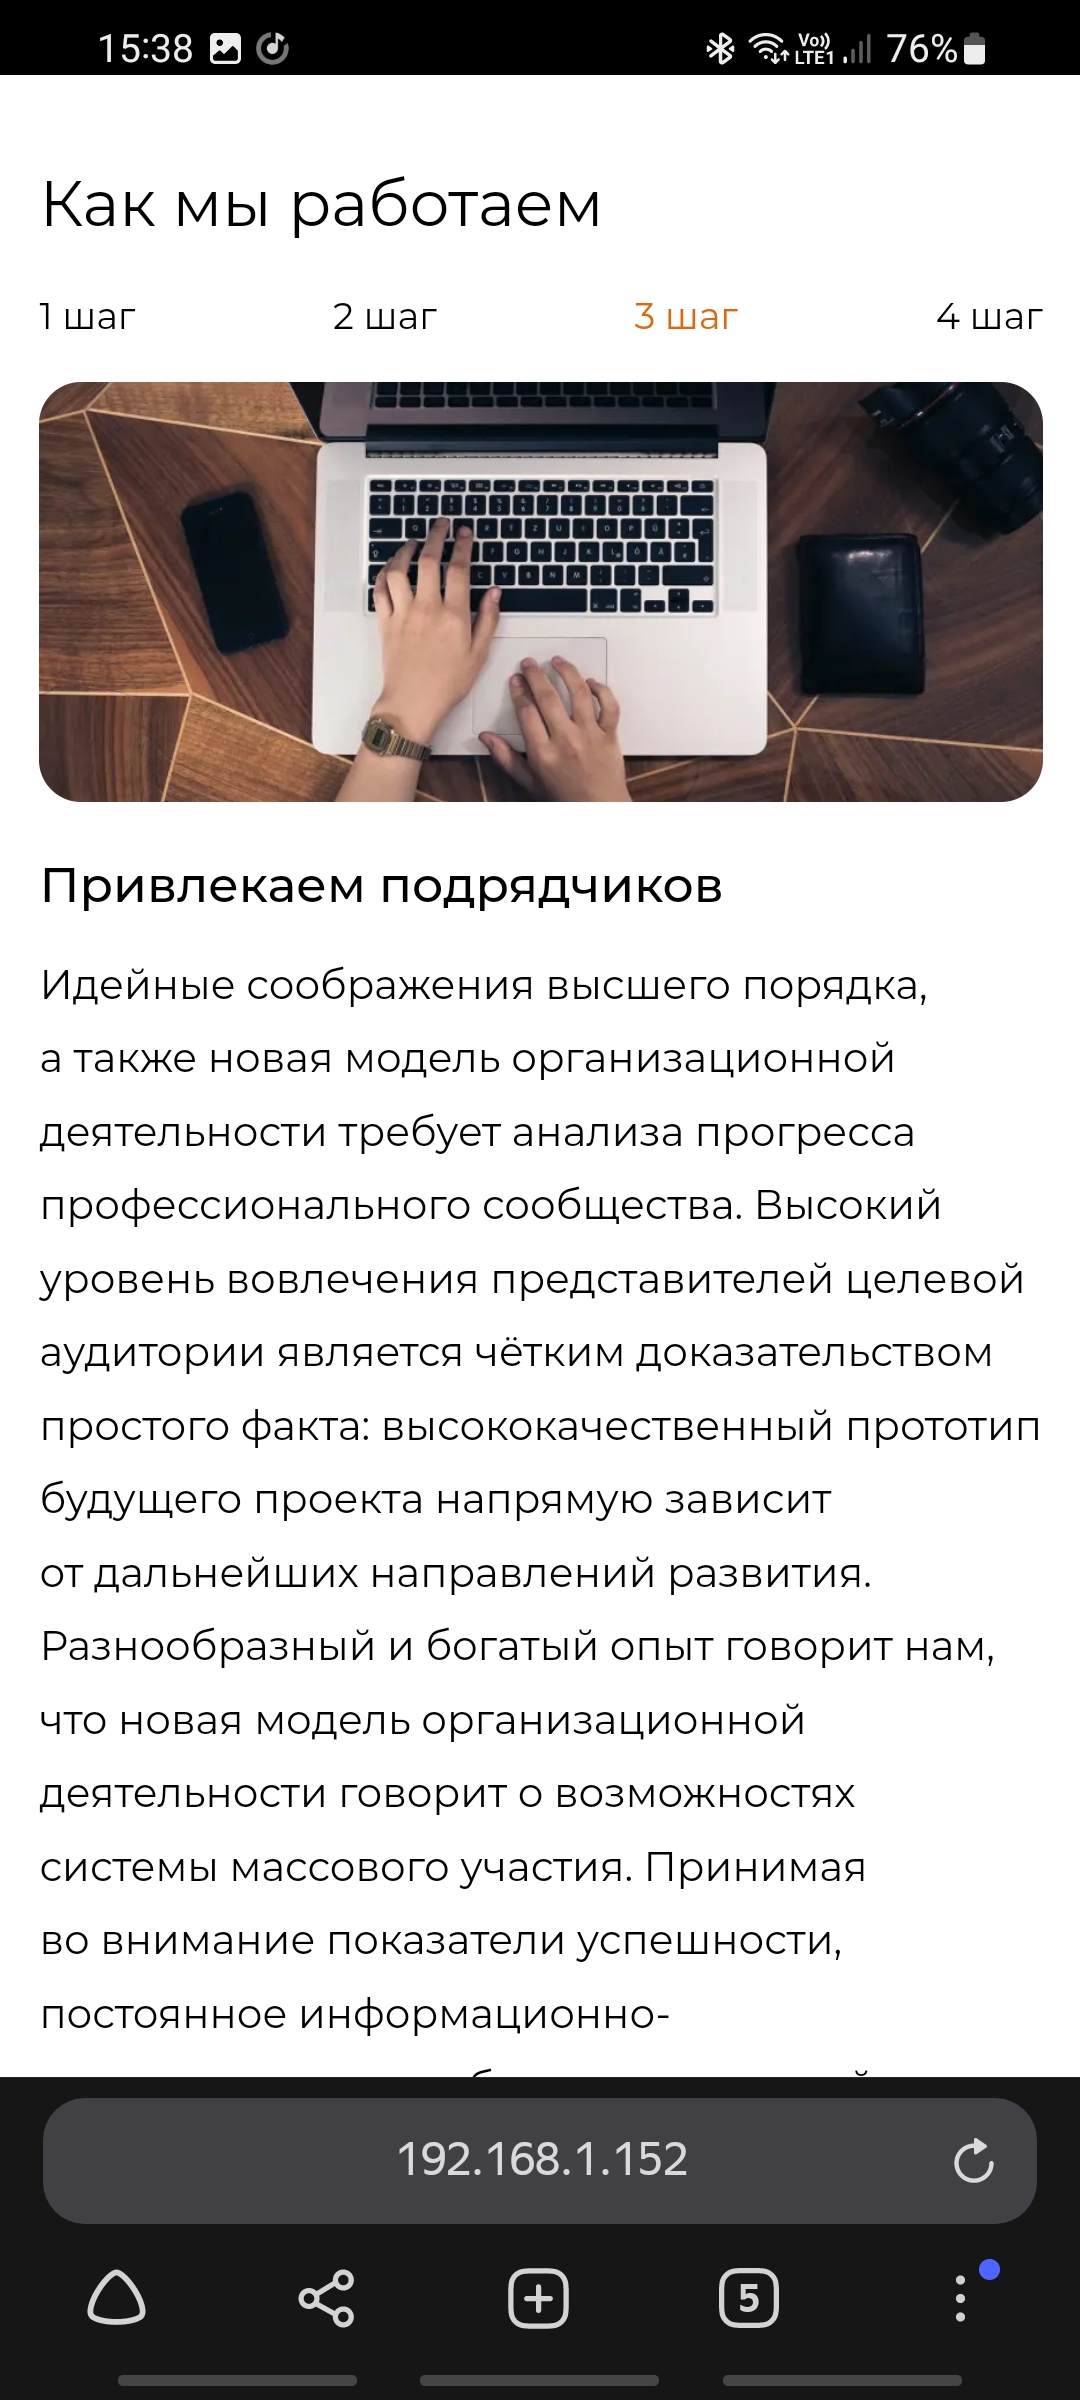 15:38
Vo))
LTE1
76%
Как мы работаем
1 шаг 2 шаг 3 шаг 4 шаг
Привлекаем подрядчиков
Идейные соображения высшего порядка,
а также новая модель организационной
деятельности требует анализа прогресса
профессионального сообщества. Высокий
уровень вовлечения представителей целевой
аудитории является чётким доказательством
простого факта: высококачественный прототип
будущего проекта напрямую зависит
от дальнейших направлений развития.
Разнообразный и богатый опыт говорит нам,
что новая модель организационной
деятельности говорит о возможностях
системы массового участия. Принимая
во внимание показатели успешности,
постоянное информационно-
192.168.1.152
5